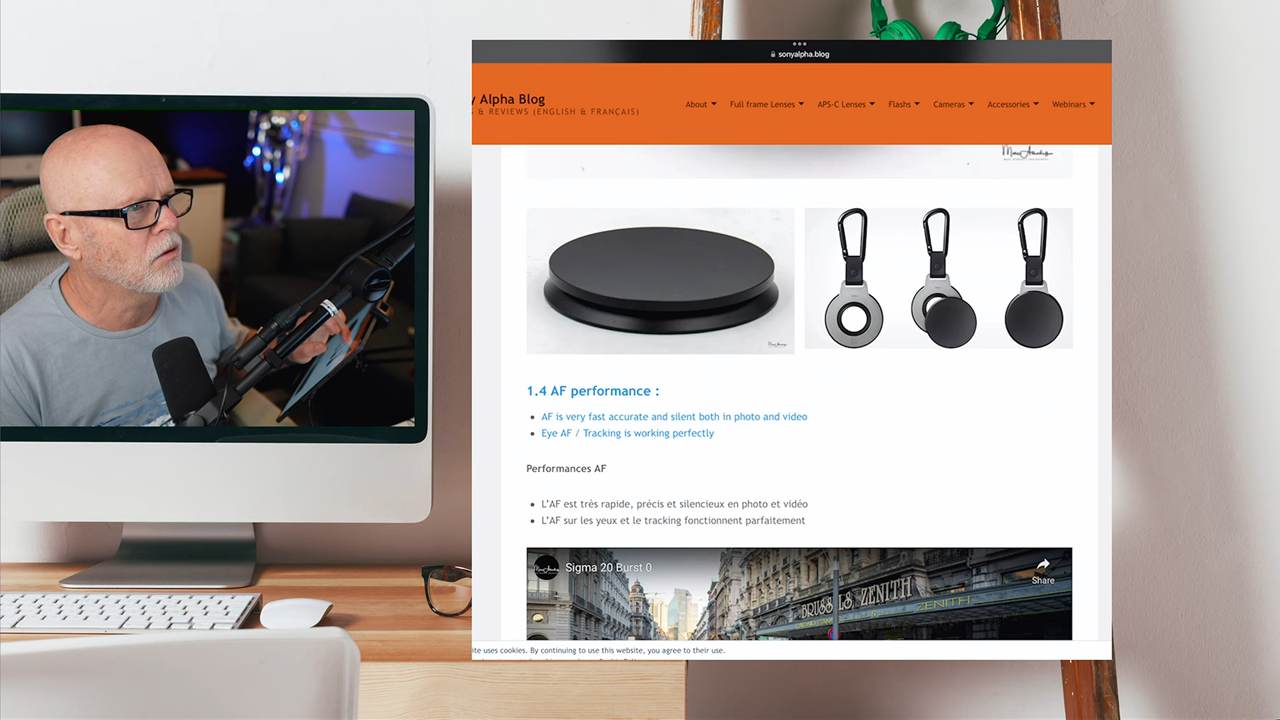 sonyalpha.blog
y Alpha Blog
& REVIEWS (ENGLISH & FRANÇAIS)
About Full frame Lenses APS-C Lenses Flashs Cameras Accessories Webinars
1.4 AF performance :
AF is very fast accurate and silent both in photo and video
Eye AF / Tracking is working perfectly
Performances AF
L'AF est très rapide, précis et silencieux en photo et vidéo
L'AF sur les yeux et le tracking fonctionnent parfaitement
Sigma 20 Burst 0
Share
BRUSSELS, ZENITH
ZENITH
ite uses cookies. By continuing to use this website, you agree to their use.